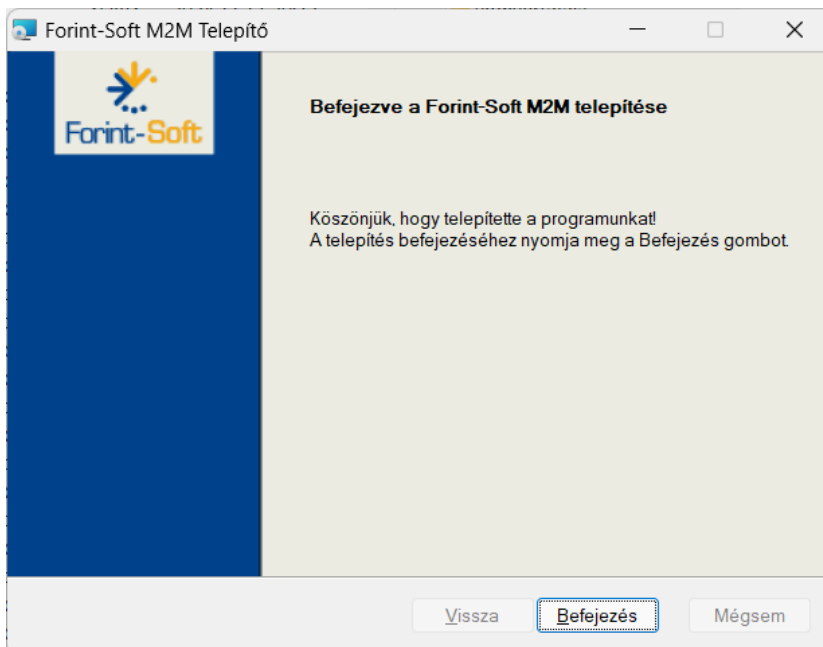 Forint-Soft M2M Telepítő
Forint-Soft
Befejezve a Forint-Soft M2M telepítése
Köszönjük, hogy telepítette a programunkat!
A telepítés befejezéséhez nyomja meg a Befejezés gombot.
Vissza
Befejezés
Mégsem